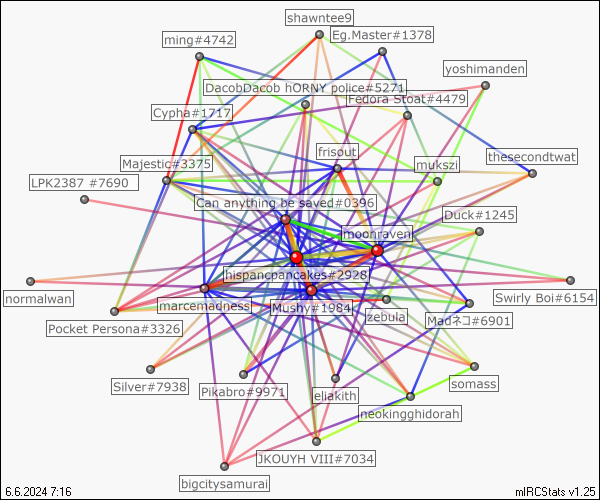 shawntee9
ming#4742
Eg.Master#1378
yoshimanden
DacobDacob hORNY police#5271
Fedora Stoat#4479
Cypha#1717
frisout
mukszi
thesecondtwat
Majestic#3375
LPK2387 #7690
Can anything be saved#0396
Duck#1245
moonraven
hispancpancakes#2928
normalwan
marcemadness
Mushy#1984
Swirly Boi#6154
zebula
Madネコ#6901
Pocket Persona#3326
Silver#7938
Pikabro#9971
eliakith
somass
neokingghidorah
JKOUYH VIII#7034
bigcitysamurai
6.6.2024 7:16
mIRCStats v1.25